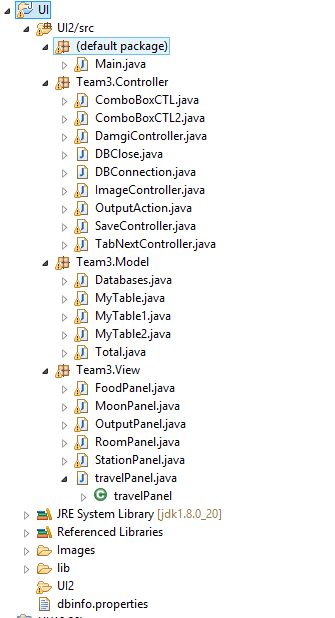 UI
UI2/src
(default package)
Main.java
Team3.Controller
ComboBoxCTL.java
ComboBoxCTL2.java
DamgiController.java
DBClose.java
DBConnection.java
ImageController.java
OutputAction.java
SaveController.java
TabNextController.java
Team3.Model
Databases.java
MyTable.java
MyTable1.java
MyTable2.java
Total.java
Team3.View
FoodPanel.java
MoonPanel.java
OutputPanel.java
RoomPanel.java
StationPanel.java
travelPanel.java
travelPanel
JRE System Library [jdk1.8.0_20]
Referenced Libraries
Images
lib
UI2
dbinfo.properties